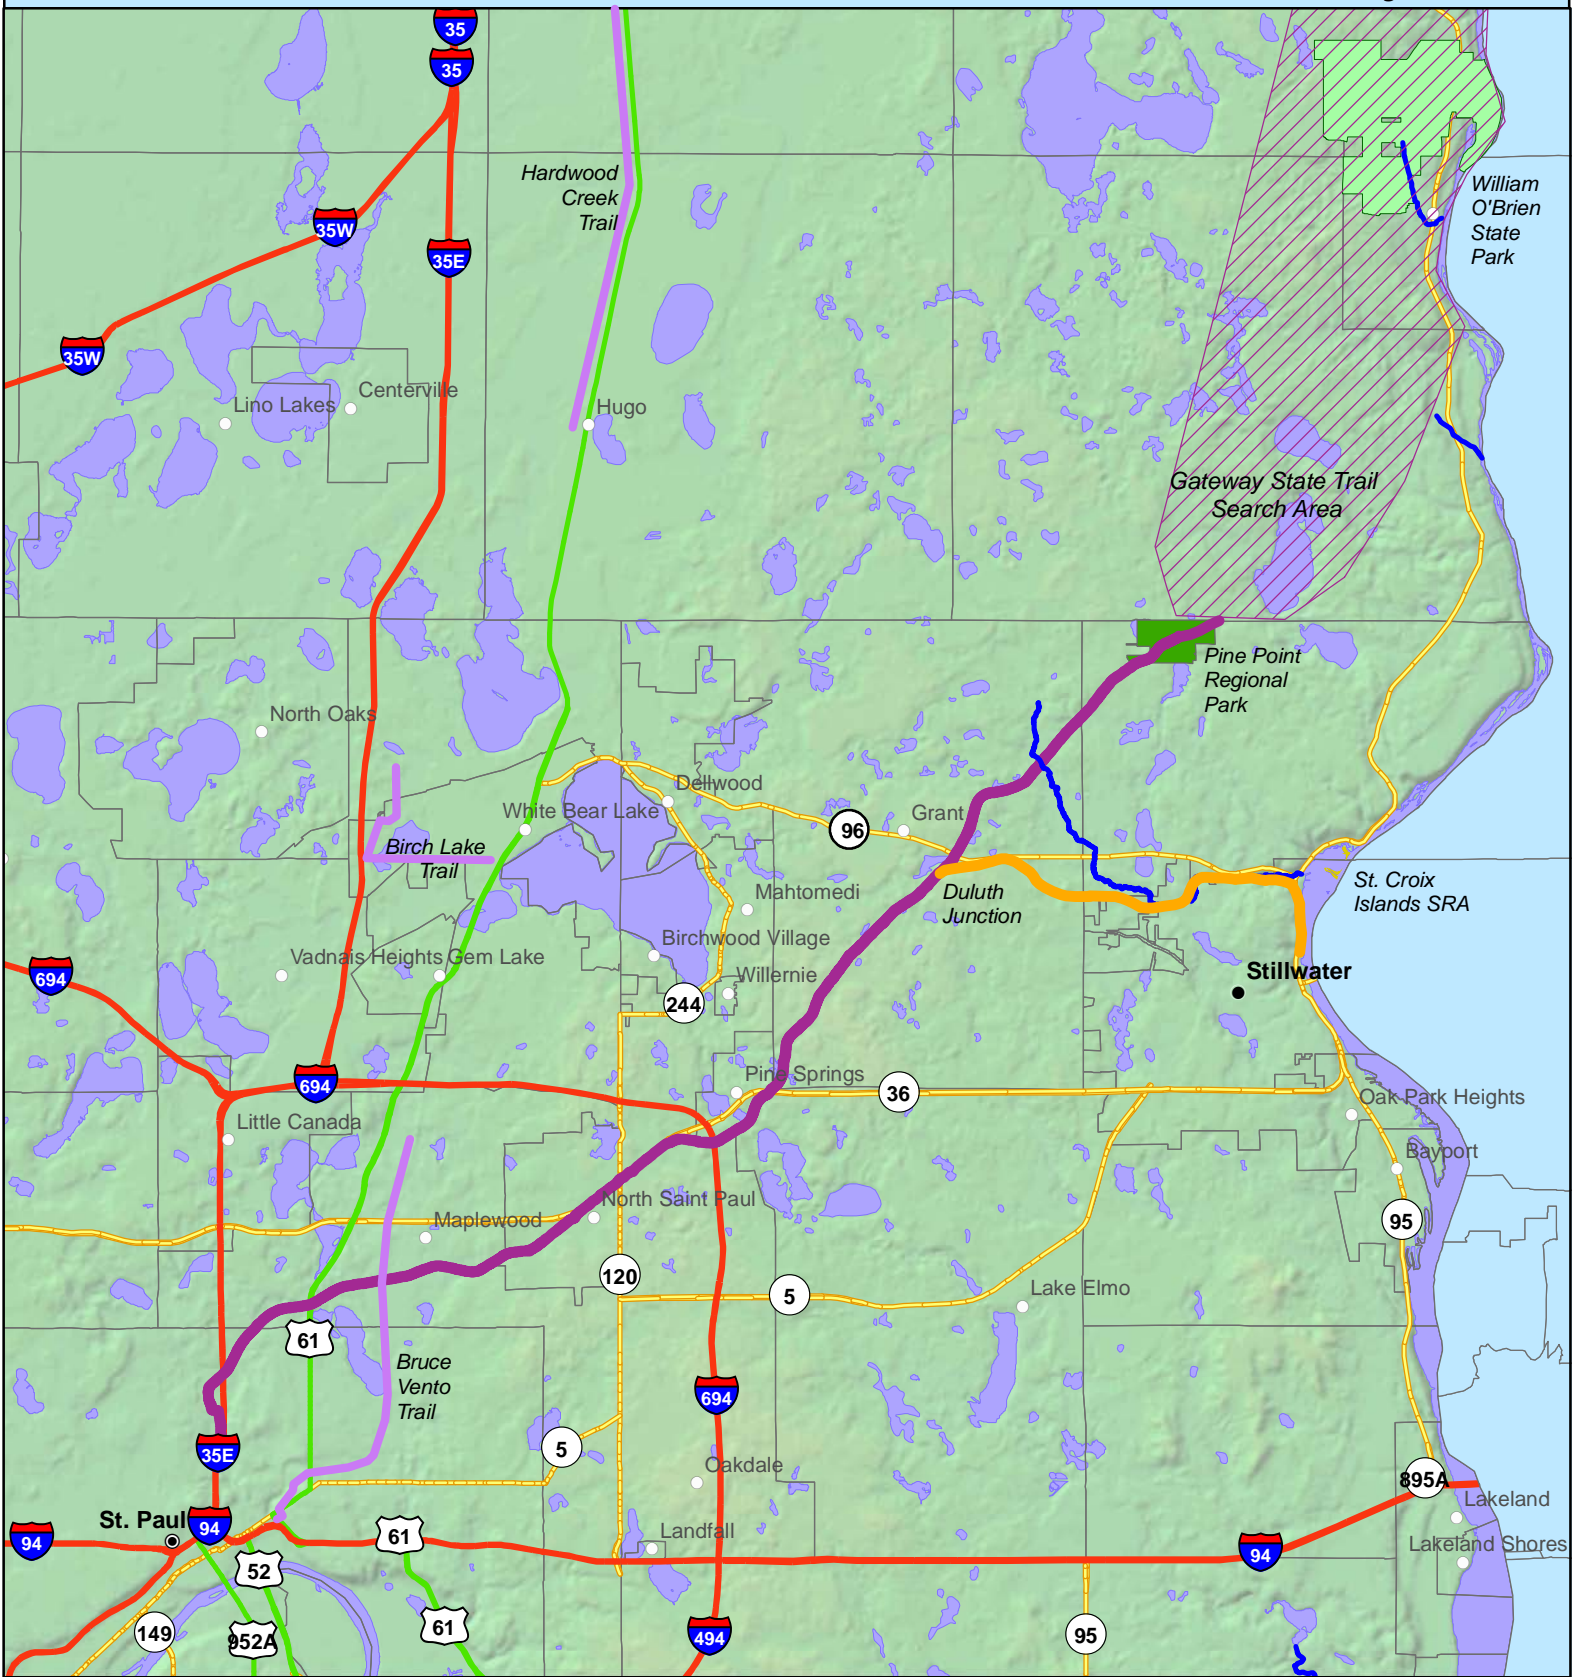 35
35
Hardwood
Creek
Trail
William
O'Brien
State
Park
35W
35E
35W
Centerville
Lino Lakes
Hugo
Gateway State Trail
Search Area
Pine Point
Regional
Park
North Oaks
Dellwood
White Bear Lake
Grant
96
Birch Lake
Trail
Duluth
Junction
St. Croix
Islands SRA
Mahtomedi
Birchwood Village
Vadnais Heights
Gem Lake
Willernie
Stillwater
694
244
Pine Springs
694
36
Oak Park Heights
Little Canada
Bayport
North Saint Paul
Maplewood
95
120
5
Lake Elmo
61
Bruce
Vento
Trail
694
35E
5
Oakdale
895A
Lakeland
St. Paul
94
94
61
Landfall
94
Lakeland Shores
52
149
952A
61
494
95